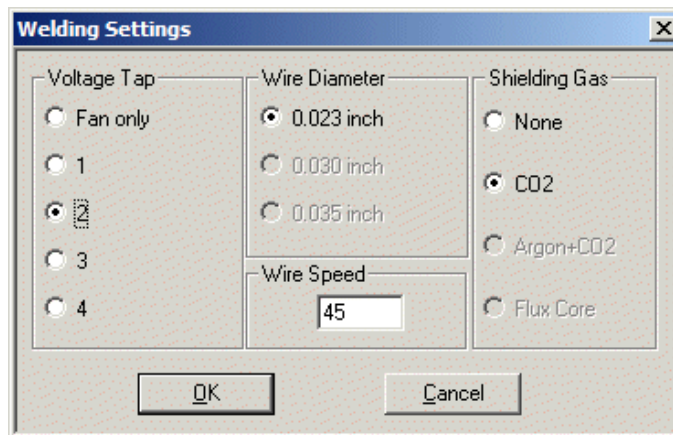 Welding Settings
Voltage Tap
Fan only
1
2
3
4
Wire Diameter
0.023 inch
0.030 inch
0.035 inch
Wire Speed
45
Shielding Gas
None
CO2
Argon+CO2
Flux Core
OK
Cancel